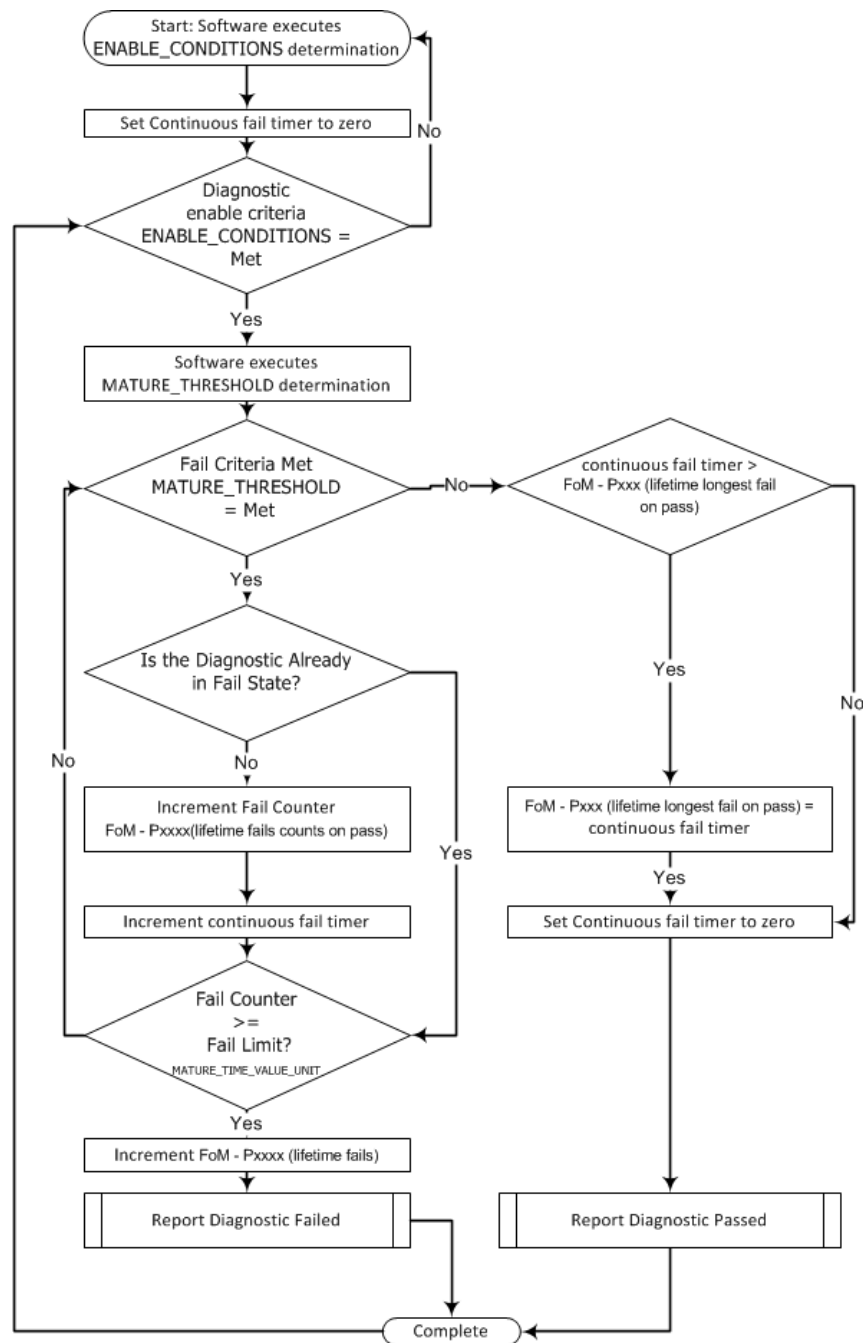 Start: Software executes
ENABLE_CONDITIONS determination
Set Continuous fail timer to zero
No
Diagnostic
enable criteria
ENABLE_CONDITIONS =
Met
Yes
Software executes
MATURE_THRESHOLD determination
Fail Criteria Met
MATURE_THRESHOLD
= Met
No
continuous fail timer >
FoM - Pxxx (lifetime longest fail
on pass)
Yes
Is the Diagnostic Already
in Fail State?
Yes
No
No
No
Increment Fail Counter
FoM - Pxxxx(lifetime fails counts on pass)
FoM - Pxxx (lifetime longest fail on pass) =
continuous fail timer
Yes
Yes
Increment continuous fail timer
Set Continuous fail timer to zero
Fail Counter
>=
Fail Limit?
MATURE_TIME_VALUE_UNIT
Yes
Increment FoM - Pxxxx (lifetime fails)
Report Diagnostic Failed
Report Diagnostic Passed
Complete